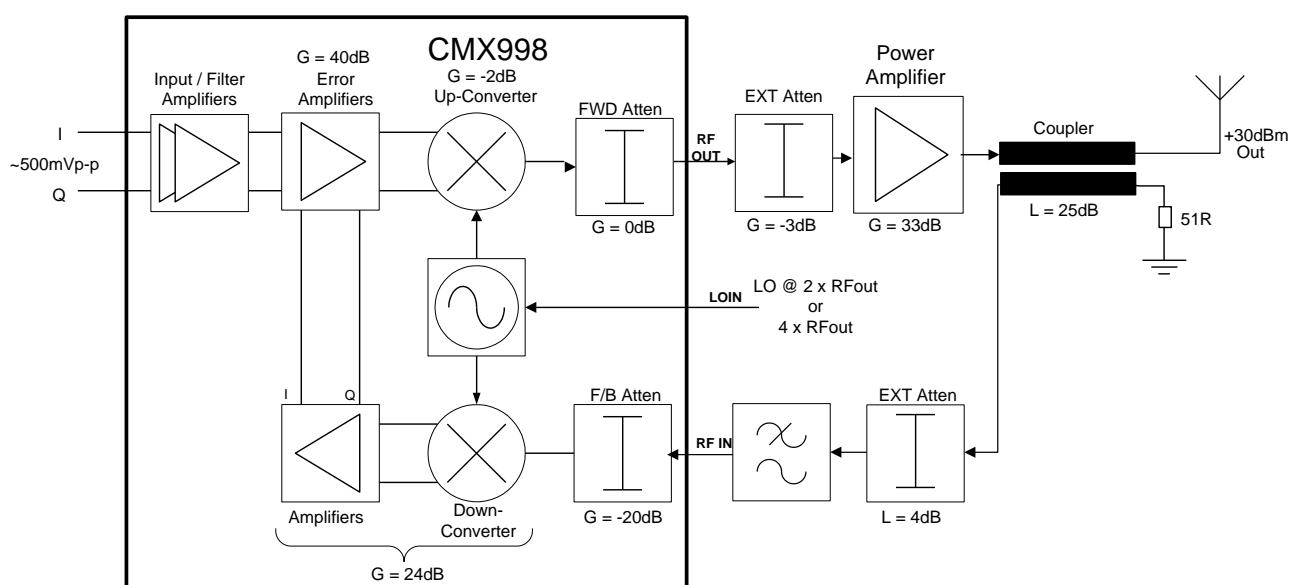 CMX998
G = 40dB
Error
Amplifiers
Input / Filter
Amplifiers
G = -2dB
Up-Converter
FWD Atten
G = 0dB
I
~500mVp-p
Q
RF
OUT
EXT Atten
G = -3dB
Power
Amplifier
G = 33dB
Coupler
L = 25dB
+30dBm
Out
51R
LOIN
LO @ 2 x RFout
or
4 x RFout
I
Q
Amplifiers
Down-
Converter
G = 24dB
F/B Atten
G = -20dB
RF IN
EXT Atten
L = 4dB